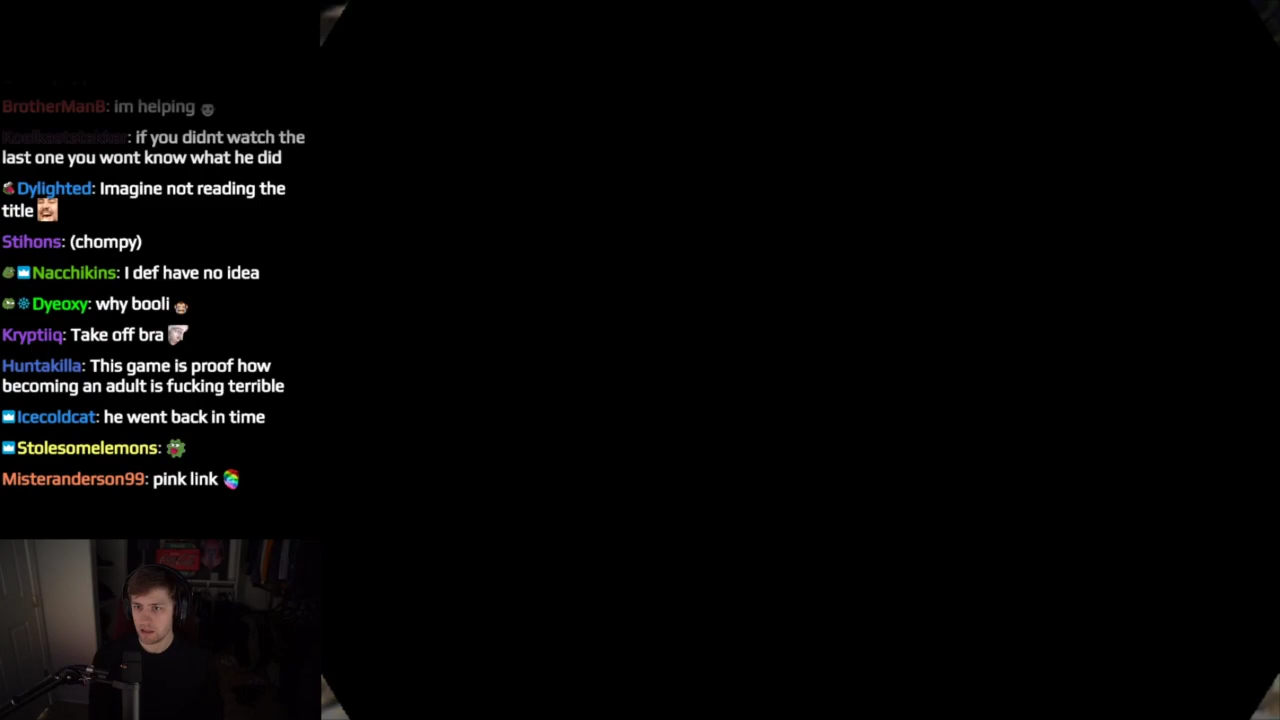 BrotherManB: im helping
: if you didnt watch the
last one you wont know what he did
Dylighted: Imagine not reading the
title
Stihons: (chompy)
Nacchikins: I def have no idea
Dyeoxy: why booli
Kryptiiq: Take off bra
Huntakilla: This game is proof how
becoming an adult is fucking terrible
Icecoldcat: he went back in time
Stolesomelemons:
Misteranderson99: pink link